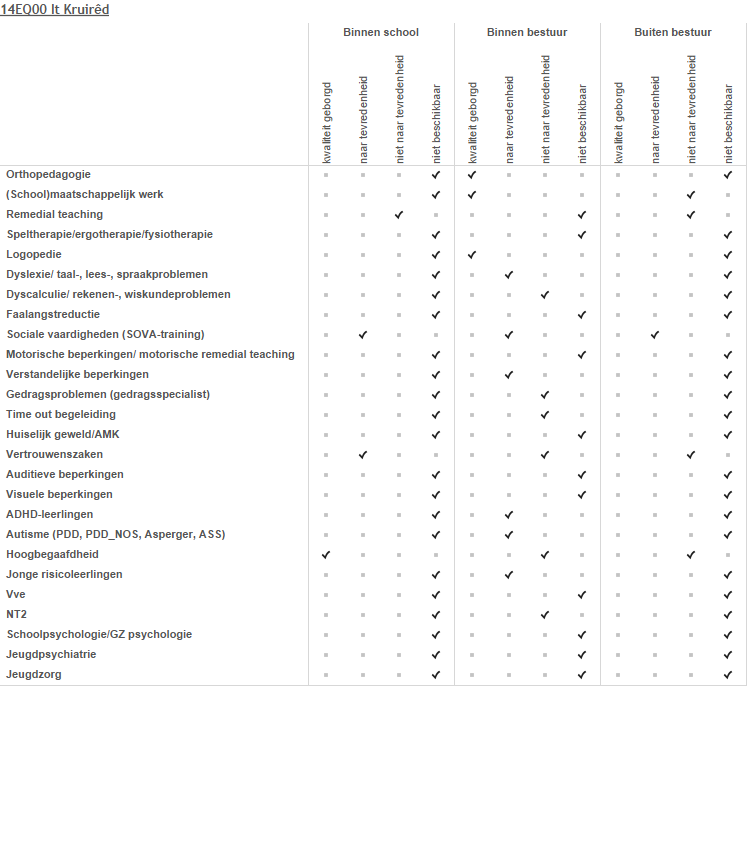 14EQ00 It Kruirêd
Binnen school Binnen bestuur Buiten bestuur
kwaliteit geborgd naar tevredenheid niet naar tevredenheid niet beschikbaar kwaliteit geborgd naar tevredenheid niet naar tevredenheid niet beschikbaar kwaliteit geborgd naar tevredenheid niet naar tevredenheid niet beschikbaar
Orthopedagogie
(School)maatschappelijk werk
Remedial teaching
Speltherapie/ergotherapie/fysiotherapie
Logopedie
Dyslexie/ taal-, lees-, spraakproblemen
Dyscalculie/ rekenen-, wiskundeproblemen
Faalangstreductie
Sociale vaardigheden (SOVA-training)
Motorische beperkingen/ motorische remedial teaching
Verstandelijke beperkingen
Gedragsproblemen (gedragsspecialist)
Time out begeleiding
Huiselijk geweld/AMK
Vertrouwenszaken
Auditieve beperkingen
Visuele beperkingen
ADHD-leerlingen
Autisme (PDD, PDD_NOS, Asperger, ASS)
Hoogbegaafdheid
Jonge risicoleerlingen
Vve
NT2
Schoolpsychologie/GZ psychologie
Jeugdpsychiatrie
Jeugdzorg